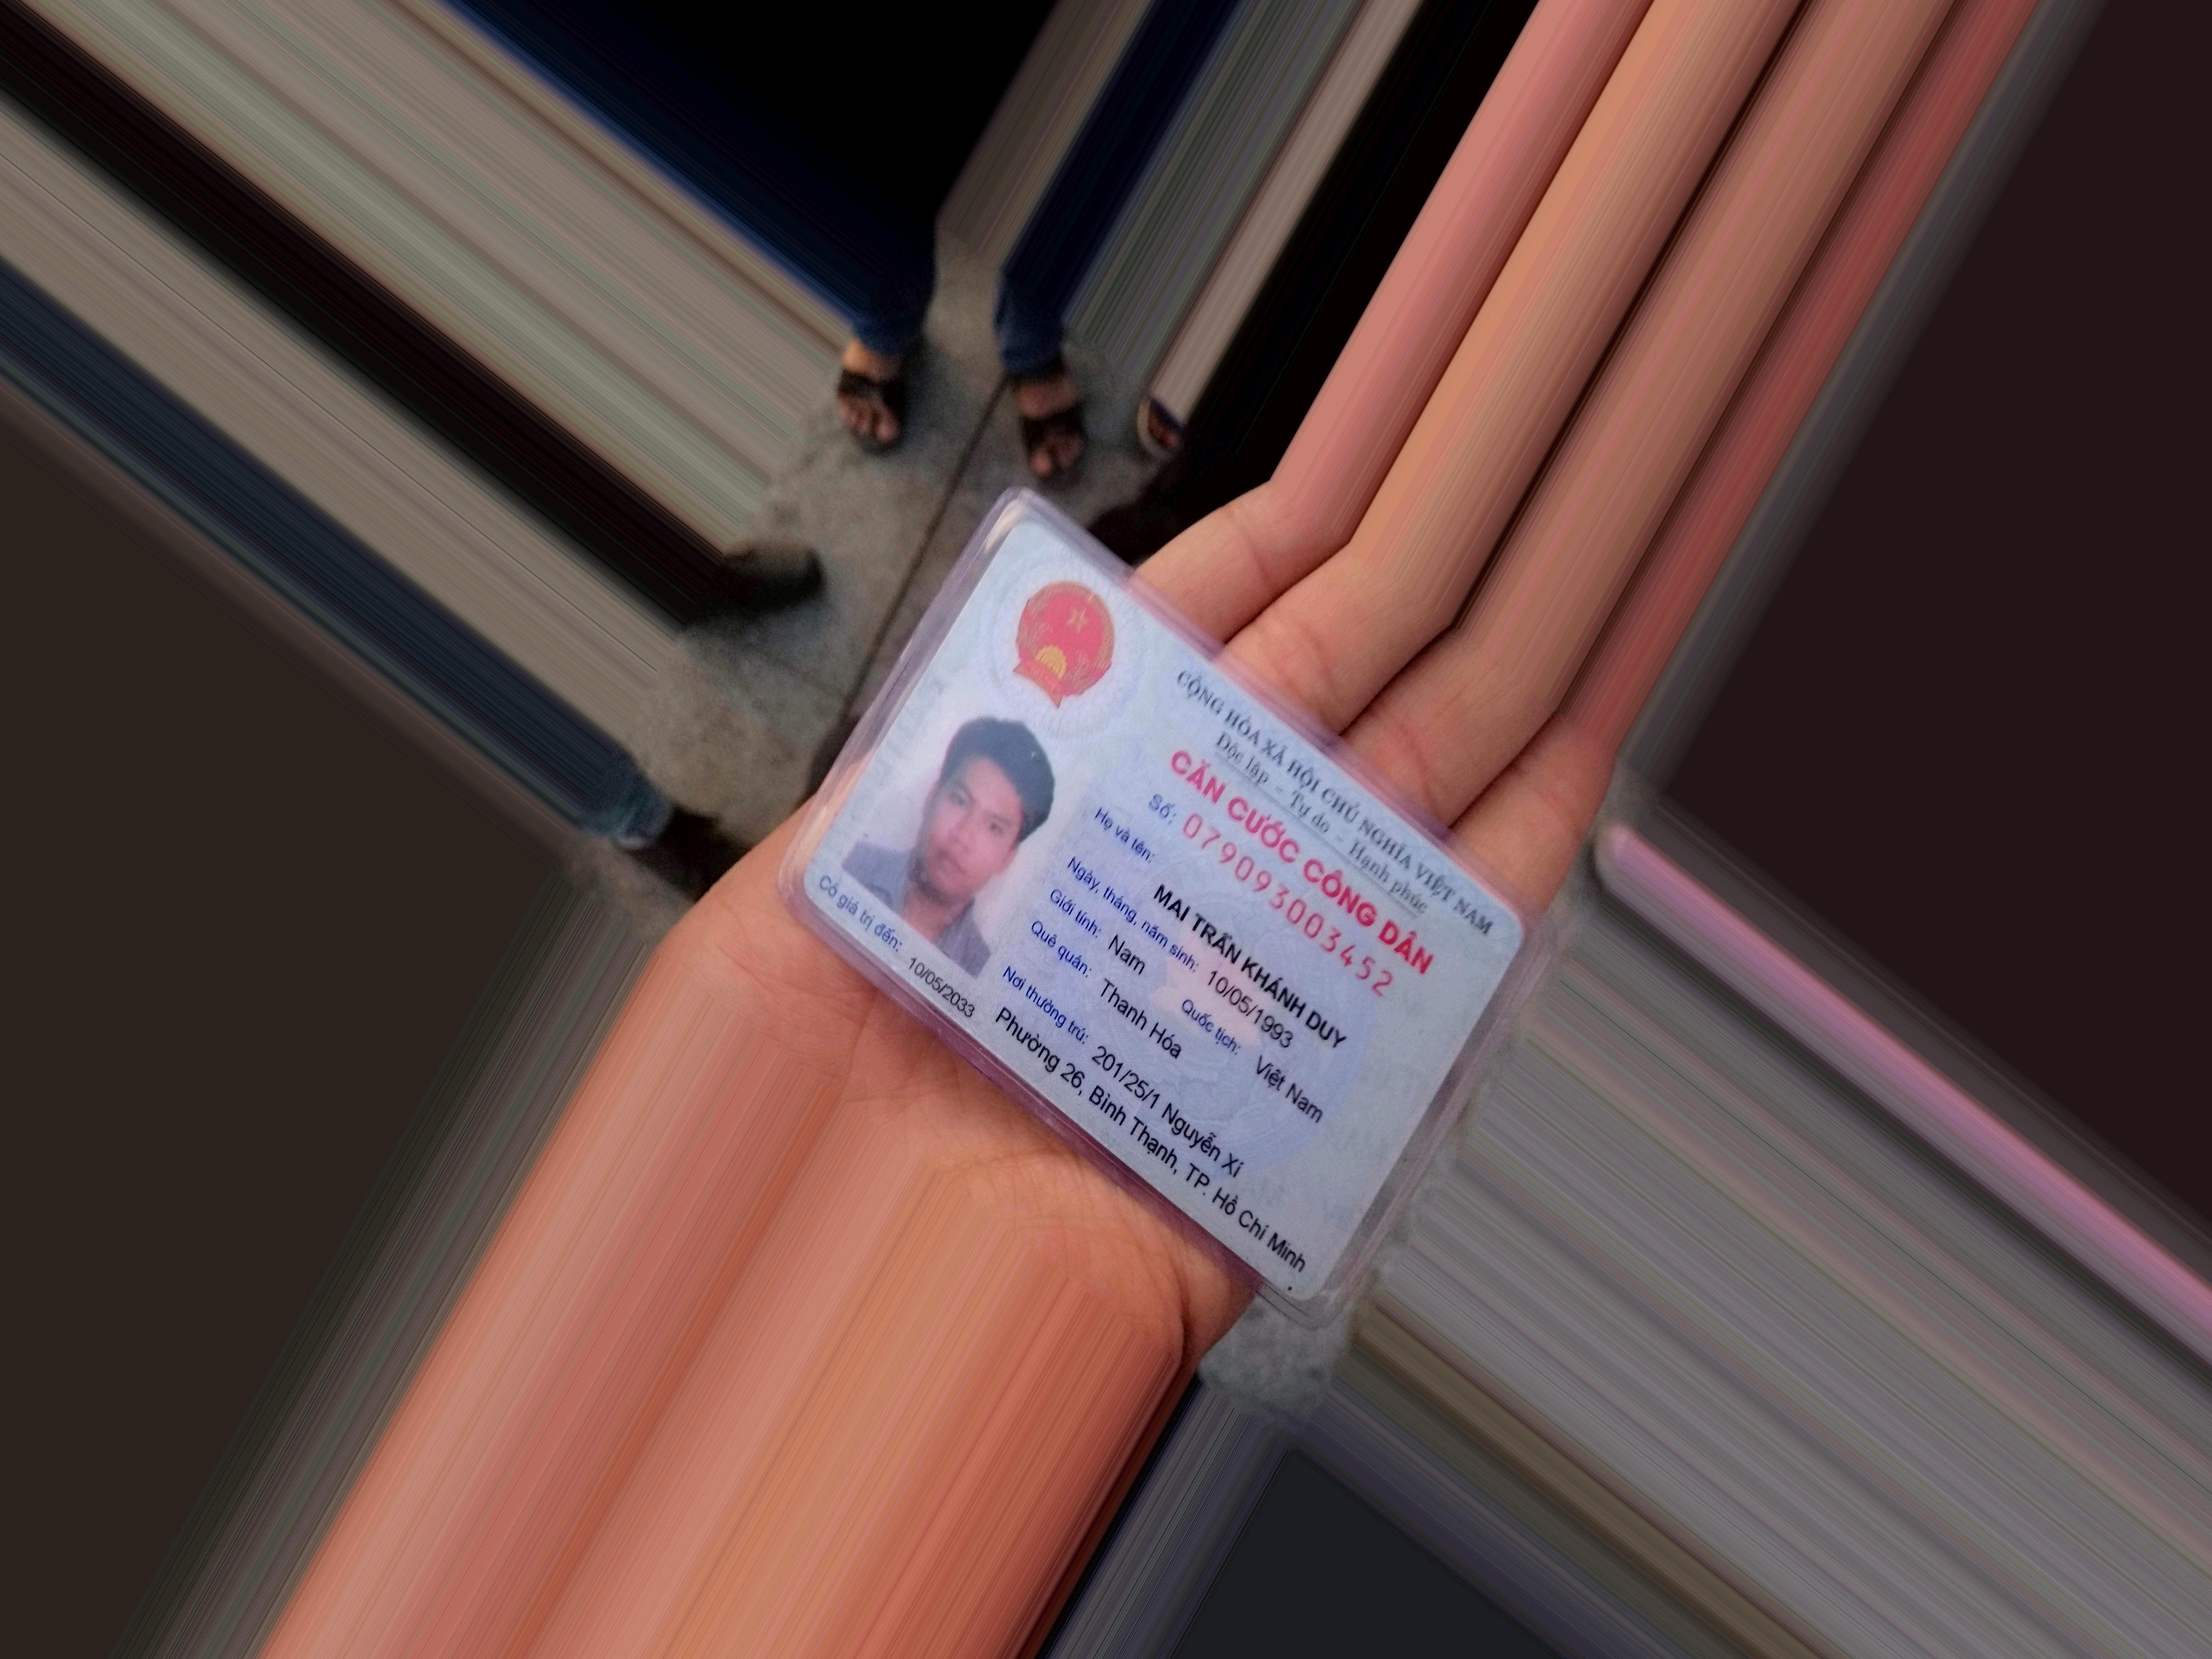 CỘNG HÒA XÃ HỘI CHỦ NGHĨA VIỆT NAM
Độc lập - Tự do - Hạnh phúc
CĂN CƯỚC CÔNG DÂN
Số: 079093003452
Họ và tên:
MAI TRẦN KHÁNH DUY
Ngày, tháng, năm sinh: 10/05/1993
Giới tính: Nam Quốc tịch: Việt Nam
Quê quán: Thanh Hóa
Nơi thường trú: 201/25/1 Nguyễn Xí
Phường 26, Bình Thạnh, TP. Hồ Chí Minh
Có giá trị đến: 10/05/2033